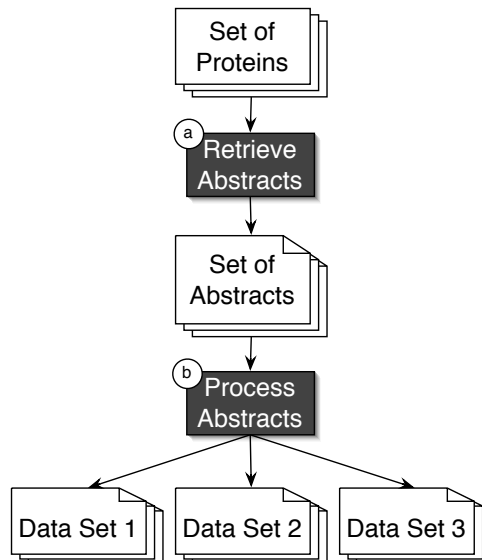 Set of
Proteins
a
Retrieve
Abstracts
Set of
Abstracts
b
Process
Abstracts
Data Set 1
Data Set 2
Data Set 3